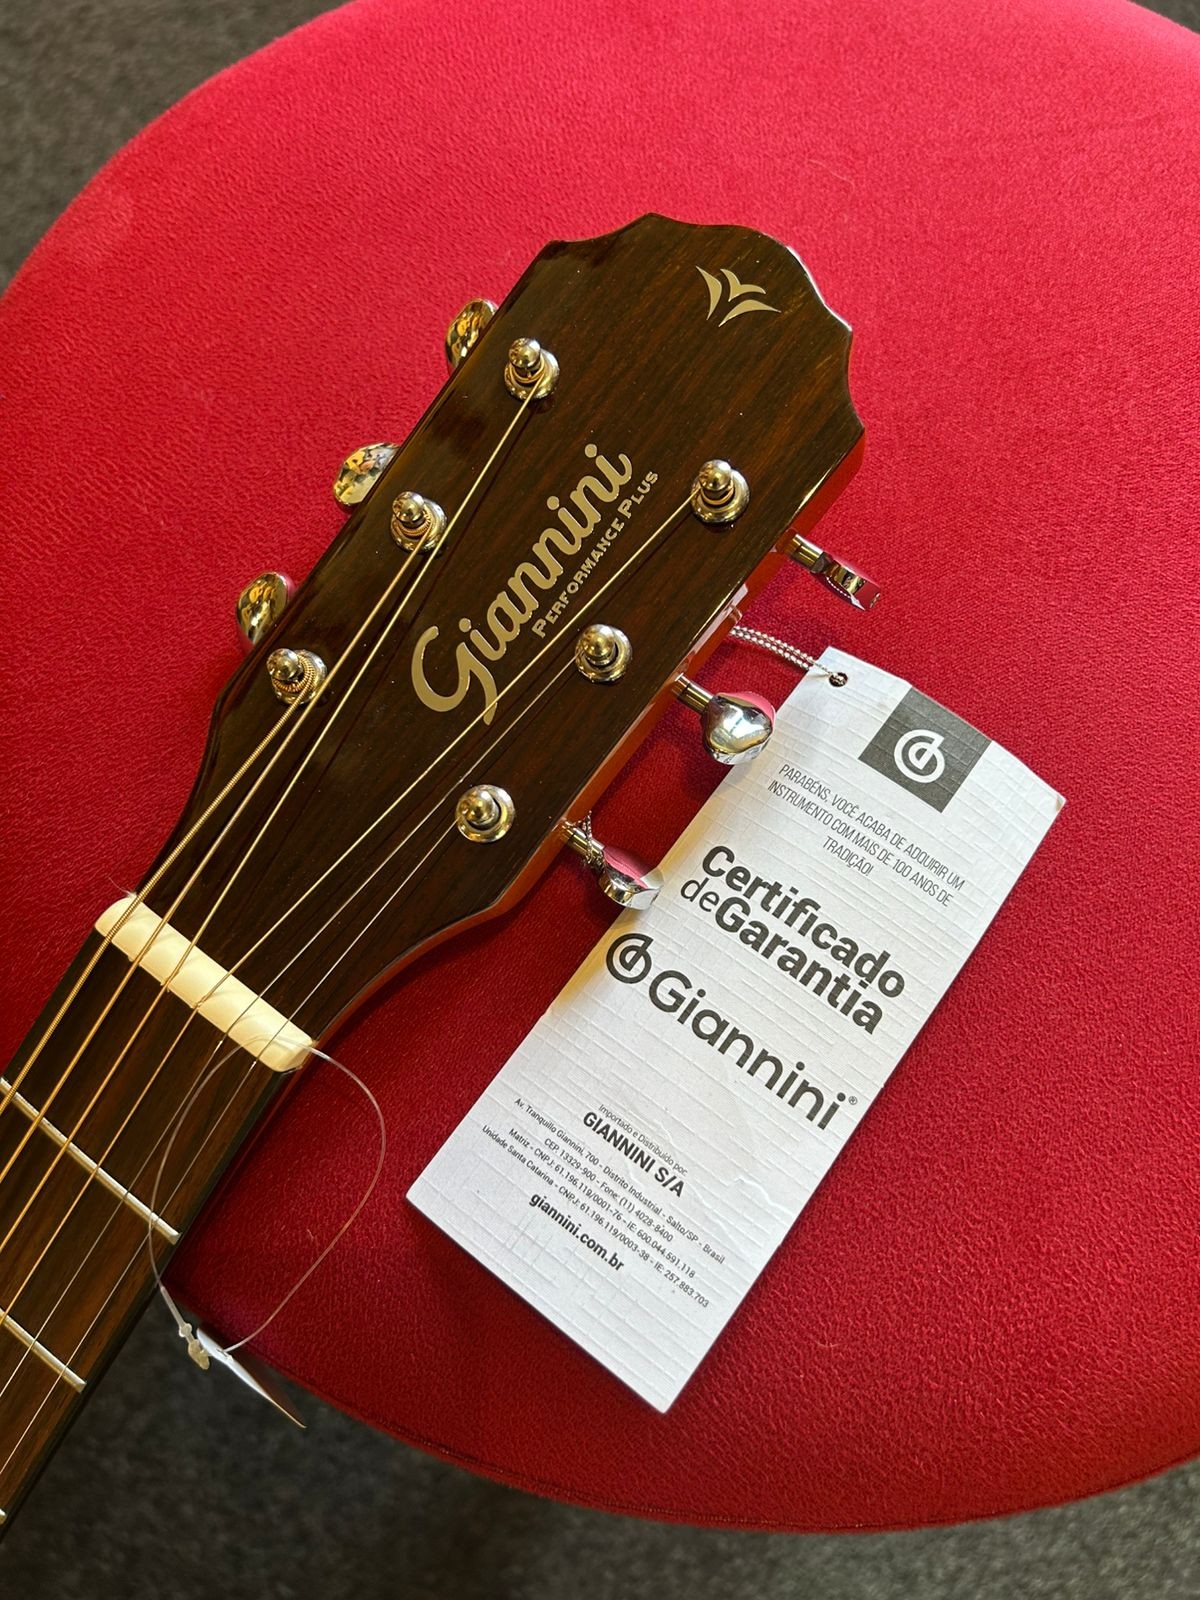 Giannini
PERFORMANCE PLUS
PARABÉNS, VOCÊ ACABA DE ADQUIRIR UM
INSTRUMENTO COM MAIS DE 100 ANOS DE
TRADIÇÃO!
Certificado
de Garantia
Giannini®
Importado e Distribuído por:
GIANNINI S/A
Av. Tranquillo Giannini, 700 - Distrito Industrial - Salto/SP - Brasil
CEP: 13329-900 - Fone: (11) 4028-8400
Matriz - CNPJ: 61.196.119/0001-76 - IE: 600.044.591.118
Unidade Santa Catarina - CNPJ: 61.196.119/0003-38 - IE: 257.883.703
giannini.com.br